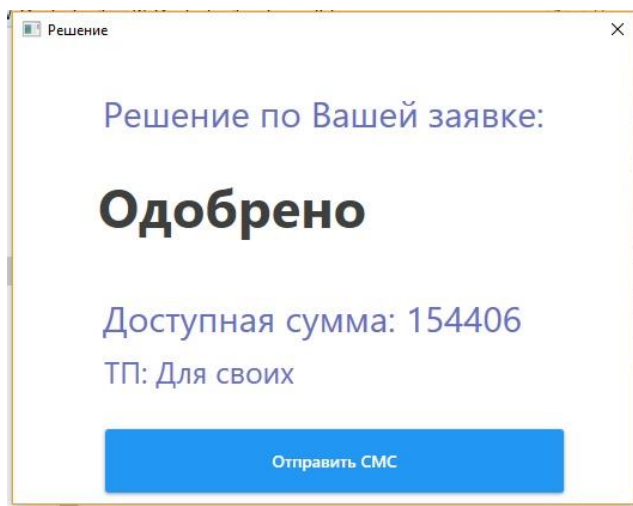 Решение
Решение по Вашей заявке:
Одобрено
Доступная сумма: 154406
ТП: Для своих
Отправить СМС